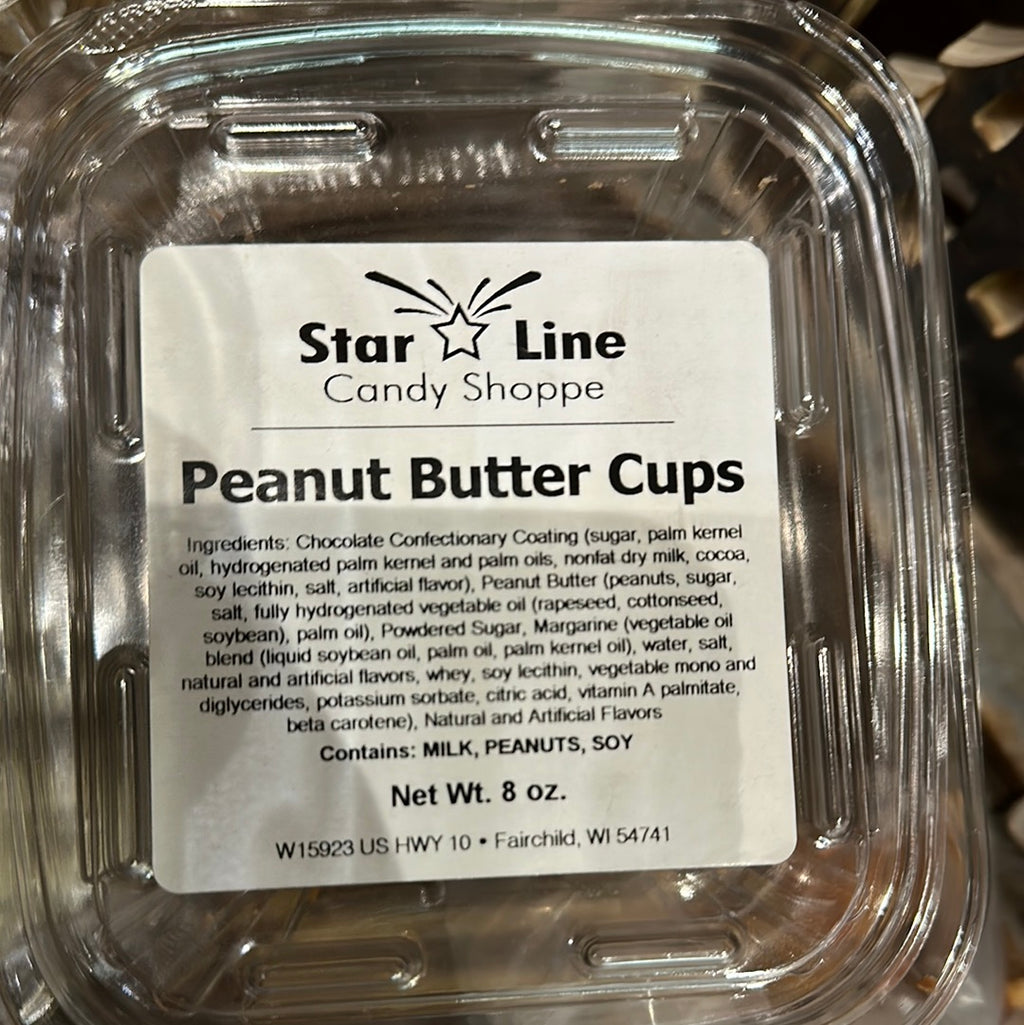 Star Line
Candy Shoppe
Peanut Butter Cups
Ingredients: Chocolate Confectionary Coating (sugar, palm kernel
oil, hydrogenated palm kernel and palm oils, nonfat dry milk, cocoa,
soy lecithin, salt, artificial flavor), Peanut Butter (peanuts, sugar,
salt, fully hydrogenated vegetable oil (rapeseed, cottonseed,
soybean), palm oil), Powdered Sugar, Margarine (vegetable oil
blend (liquid soybean oil, palm oil, palm kernel oil), water, salt,
natural and artificial flavors, whey, soy lecithin, vegetable mono and
diglycerides, potassium sorbate, citric acid, vitamin A palmitate,
beta carotene), Natural and Artificial Flavors
Contains: MILK, PEANUTS, SOY
Net Wt. 8 oz.
W15923 US HWY 10 • Fairchild, WI 54741